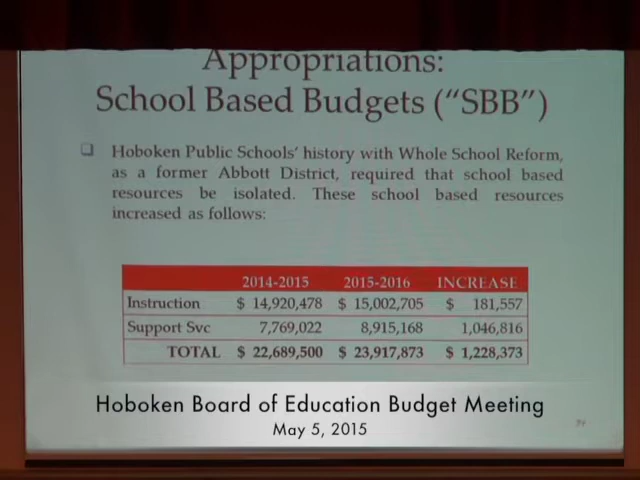 Appropriations:
School Based Budgets ("SBB")
❑ Hoboken Public Schools' history with Whole School Reform,
as a former Abbott District, required that school based
resources be isolated. These school based resources
increased as follows:
2014-2015 2015-2016 INCREASE
Instruction $ 14,920,478 $ 15,002,705 $ 181,557
Support Svc 7,769,022 8,915,168 1,046,816
TOTAL $ 22,689,500 $ 23,917,873 $ 1,228,373
Hoboken Board of Education Budget Meeting
May 5, 2015